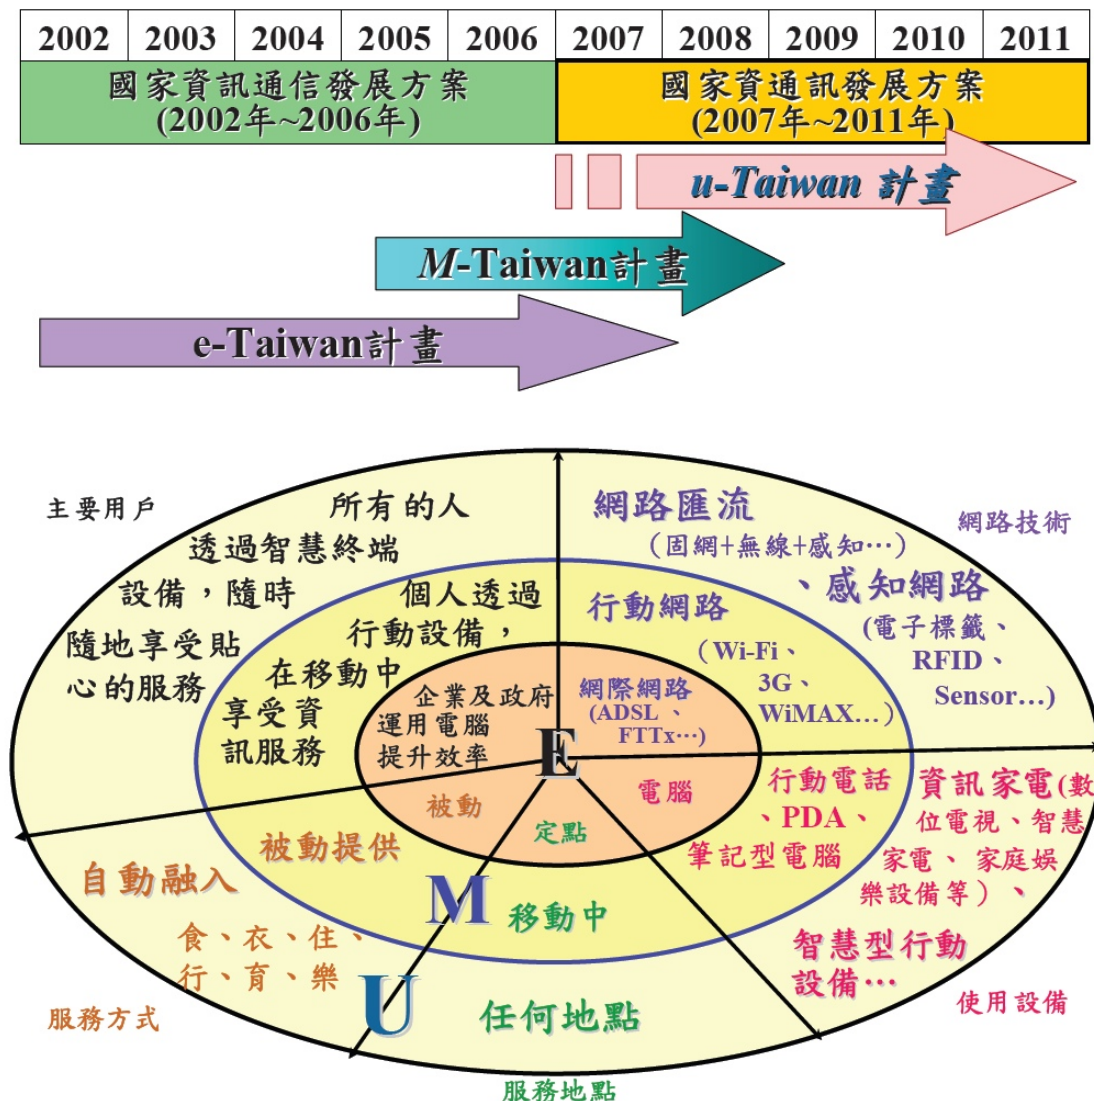 2002 2003 2004 2005 2006 2007 2008 2009 2010 2011
國家資訊通信發展方案
(2002年~2006年)
國家資通訊發展方案
(2007年~2011年)
u-Taiwan 計畫
M-Taiwan計畫
e-Taiwan計畫
主要用戶
所有的人
透過智慧終端
設備，隨時
隨地享受貼
心的服務
個人透過
行動設備，
在移動中
享受資
訊服務
企業及政府
運用電腦
提升效率
網路技術
網路匯流
（固網+無線+感知…）
、感知網路
(電子標籤、
RFID、
Sensor…)
行動網路
（Wi-Fi、
3G、
WiMAX…）
網際網路
(ADSL、
FTTx…)
E
被動
定點
電腦
行動電話
、PDA、
筆記型電腦
資訊家電(數
位電視、智慧
家電、家庭娛
樂設備等）、
智慧型行動
設備…
使用設備
被動提供
M
移動中
自動融入
食、衣、住、
行、育、樂
服務方式
U
任何地點
服務地點